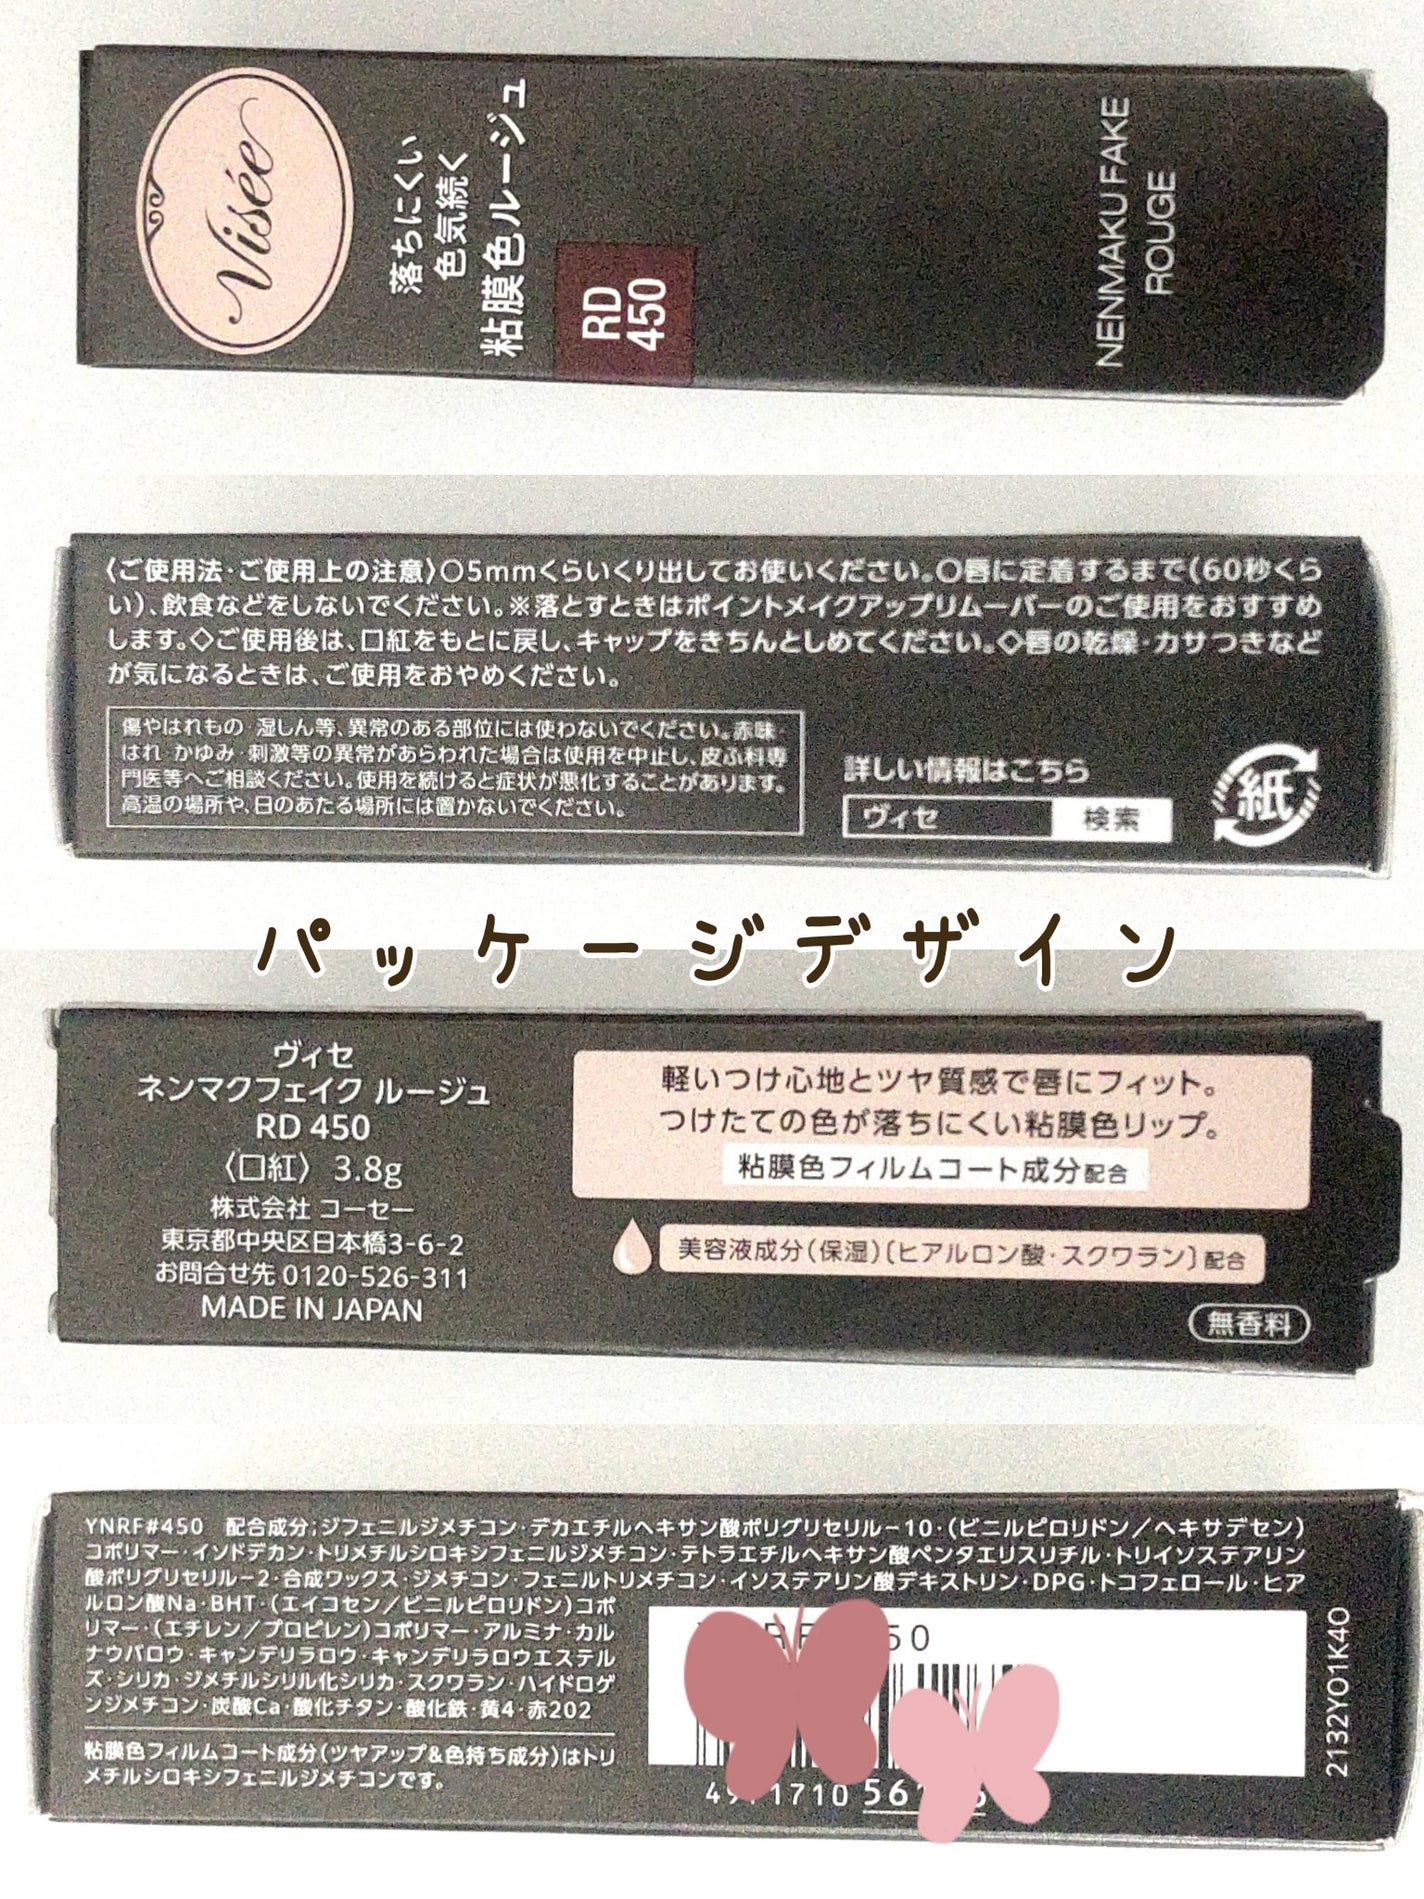 Visée
落ちにくい
色気続く
粘膜色ルージュ
RD
450
NENMAKU FAKE
ROUGE
〈ご使用法･ご使用上の注意〉○5mmくらいくり出してお使いください。○唇に定着するまで(60秒くら
い)、飲食などをしないでください。※落とすときはポイントメイクアップリムーバーのご使用をおすすめ
します。◇ご使用後は、口紅をもとに戻し、キャップをきちんとしめてください。◇唇の乾燥･カサつきなど
が気になるときは、ご使用をおやめください。
傷やはれもの･湿しん等、異常のある部位には使わないでください。赤味･
はれ･かゆみ･刺激等の異常があらわれた場合は使用を中止し、皮ふ科専
門医等へご相談ください。使用を続けると症状が悪化することがあります。
高温の場所や、日のあたる場所には置かないでください。
詳しい情報はこちら
ヴィセ 検索
紙
パッケージデザイン
ヴィセ
ネンマクフェイク ルージュ
RD 450
〈口紅〉 3.8g
株式会社 コーセー
東京都中央区日本橋3-6-2
お問合せ先 0120-526-311
MADE IN JAPAN
軽いつけ心地とツヤ質感で唇にフィット。
つけたての色が落ちにくい粘膜色リップ。
粘膜色フィルムコート成分配合
美容液成分(保湿)〔ヒアルロン酸･スクワラン〕配合
無香料
YNRF#450　配合成分;ジフェニルジメチコン･デカエチルヘキサン酸ポリグリセリル－10･(ビニルピロリドン／ヘキサデセン)
コポリマー･イソドデカン･トリメチルシロキシフェニルジメチコン･テトラエチルヘキサン酸ペンタエリスリチル･トリイソステアリン
酸ポリグリセリル－2･合成ワックス･ジメチコン･フェニルトリメチコン･イソステアリン酸デキストリン･DPG･トコフェロール･ヒア
ルロン酸Na･BHT･(エイコセン／ビニルピロリドン)コポ
リマー･(エチレン／プロピレン)コポリマー･アルミナ･カル
ナウバロウ･キャンデリラロウ･キャンデリラロウエステル
ズ･シリカ･ジメチルシリル化シリカ･スクワラン･ハイドロゲ
ンジメチコン･炭酸Ca･酸化チタン･酸化鉄･黄4･赤202
粘膜色フィルムコート成分(ツヤアップ&色持ち成分)はトリ
メチルシロキシフェニルジメチコンです。
50
1710 56
2132Y01K4O